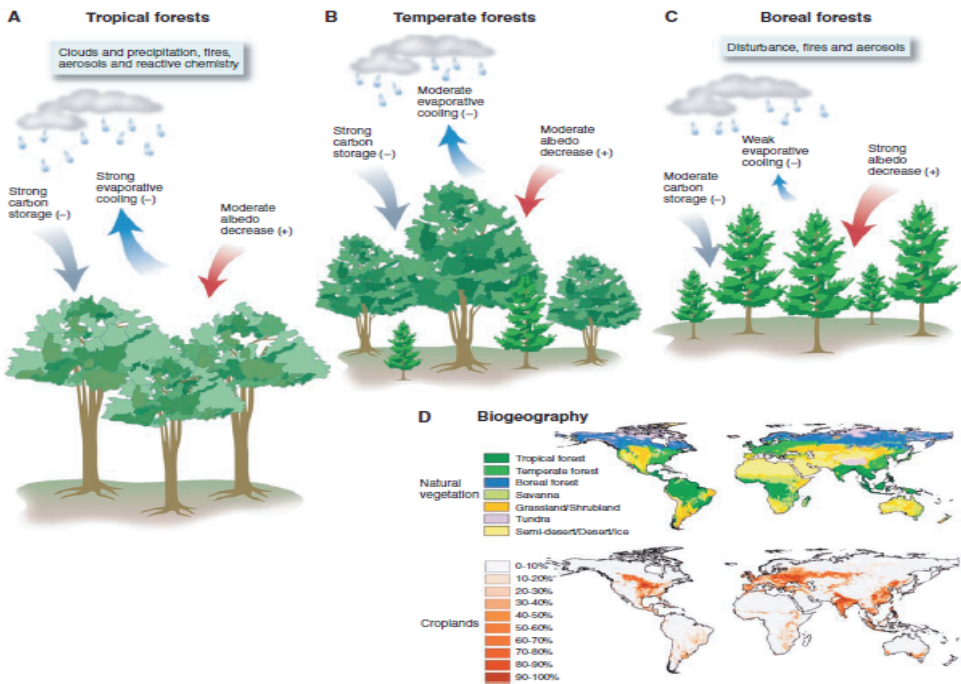 A Tropical forests
Clouds and precipitation, fires,
aerosols and reactive chemistry
Strong
carbon
storage (–)
Strong
evaporative
cooling (–)
Moderate
albedo
decrease (+)
B Temperate forests
Strong
carbon
storage (–)
Moderate
evaporative
cooling (–)
Moderate
albedo
decrease (+)
C Boreal forests
Disturbance, fires and aerosols
Moderate
carbon
storage (–)
Weak
evaporative
cooling (–)
Strong
albedo
decrease (+)
D Biogeography
Natural
vegetation
Tropical forest
Temperate forest
Boreal forest
Savanna
Grassland/Shrubland
Tundra
Semi-desert/Desert/Ice
Croplands
0-10%
10-20%
20-30%
30-40%
40-50%
50-60%
60-70%
70-80%
80-90%
90-100%